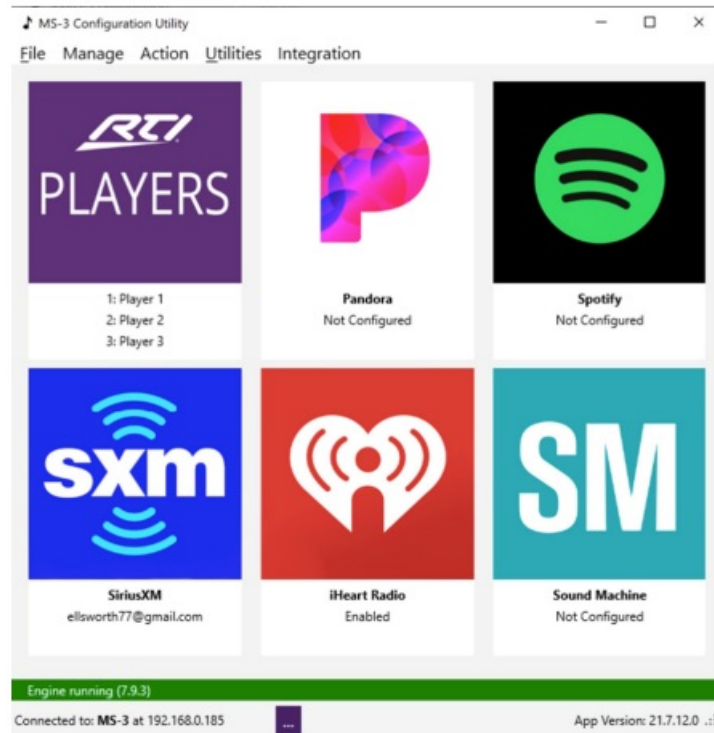 MS-3 Configuration Utility
File Manage Action Utilities Integration
RTI
PLAYERS
1: Player 1
2: Player 2
3: Player 3
P
Pandora
Not Configured
Spotify
Not Configured
sxm
SiriusXM
ellsworth77@gmail.com
iHeart Radio
Enabled
SM
Sound Machine
Not Configured
Engine running (7.9.3)
Connected to: MS-3 at 192.168.0.185
...
App Version: 21.7.12.0